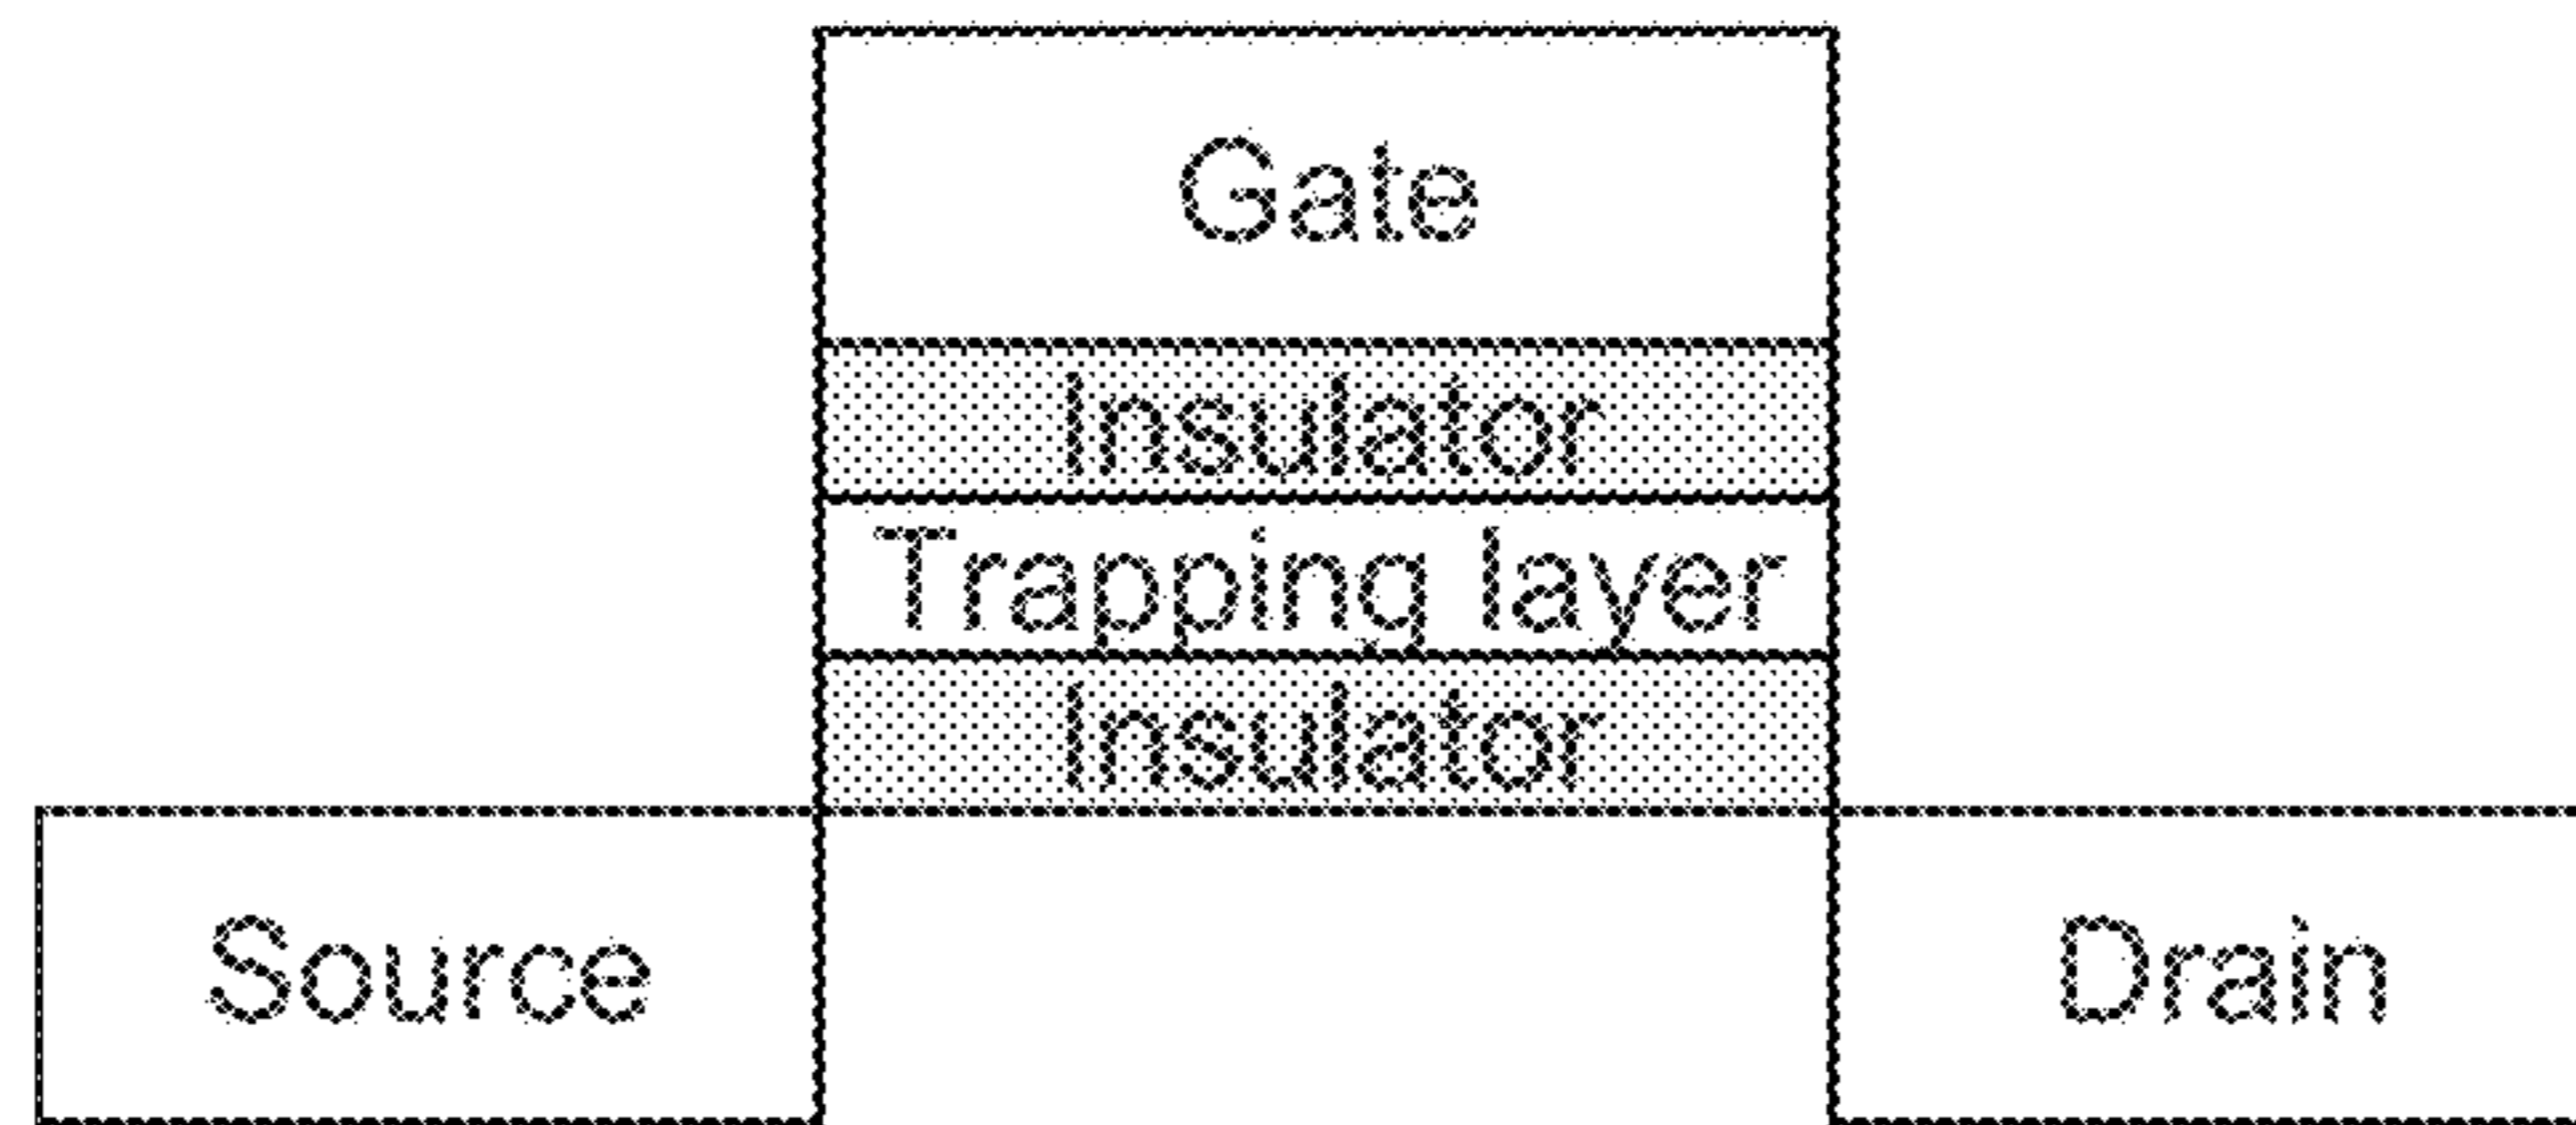 Gate
Insulator
Trapping layer
Insulator
Source
Drain